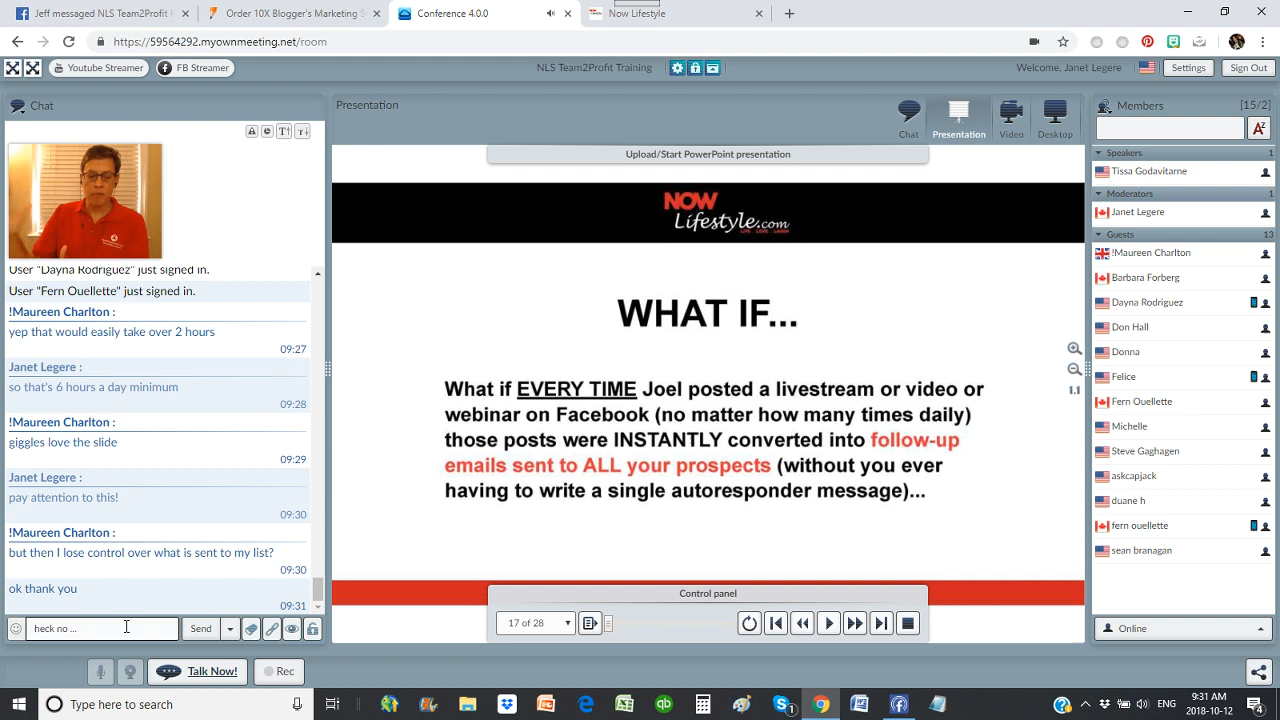 Jeff messaged NLS Team2Profit
Order 10X Blogger's Marketing S
Conference 4.0.0
Now Lifestyle
https://59564292.myownmeeting.net/room
Youtube Streamer
FB Streamer
NLS Team2Profit Training
Welcome, Janet Legere
Settings
Sign Out
Chat
Presentation
Chat
Presentation
Video
Desktop
Members
[15/2]
Upload/Start PowerPoint presentation
Speakers 1
Tissa Godavitarne
Moderators 1
Janet Legere
Guests 13
!Maureen Charlton
Barbara Forberg
Dayna Rodriguez
Don Hall
Donna
Felice
Fern Ouellette
Michelle
Steve Gaghagen
askcapjack
duane h
fern ouellette
sean branagan
Online
User "Dayna Rodriguez" just signed in.
User "Fern Ouellette" just signed in.
!Maureen Charlton :
yep that would easily take over 2 hours
09:27
Janet Legere :
so that's 6 hours a day minimum
09:28
!Maureen Charlton :
giggles love the slide
09:29
Janet Legere :
pay attention to this!
09:30
!Maureen Charlton :
but then I lose control over what is sent to my list?
09:30
ok thank you
09:31
heck no ...
Send
Talk Now!
Rec
NOW
Lifestyle.com
LIVE. LOVE. LAUGH
WHAT IF...
What if EVERY TIME Joel posted a livestream or video or
webinar on Facebook (no matter how many times daily)
those posts were INSTANTLY converted into follow-up
emails sent to ALL your prospects (without you ever
having to write a single autoresponder message)...
1.1
Control panel
17 of 28
Type here to search
9:31 AM
2018-10-12